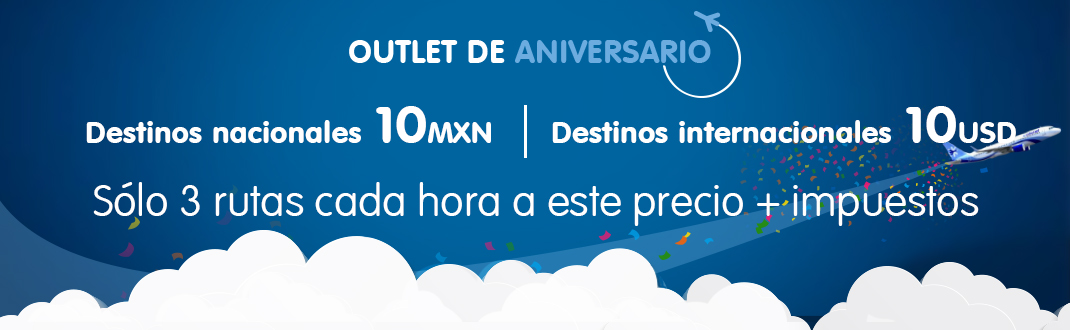 OUTLET DE ANIVERSARIO
Destinos nacionales 10MXN | Destinos internacionales 10USD
Sólo 3 rutas cada hora a este precio + impuestos